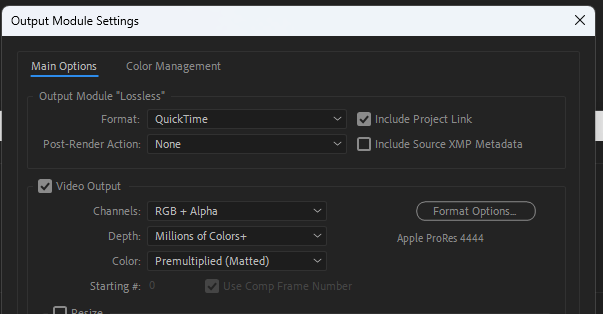 Output Module Settings
Main Options Color Management
Output Module "Lossless"
Format: QuickTime Include Project Link
Post-Render Action: None Include Source XMP Metadata
Video Output
Channels: RGB + Alpha Format Options...
Depth: Millions of Colors+ Apple ProRes 4444
Color: Premultiplied (Matted)
Starting #: 0 Use Comp Frame Number
Resize